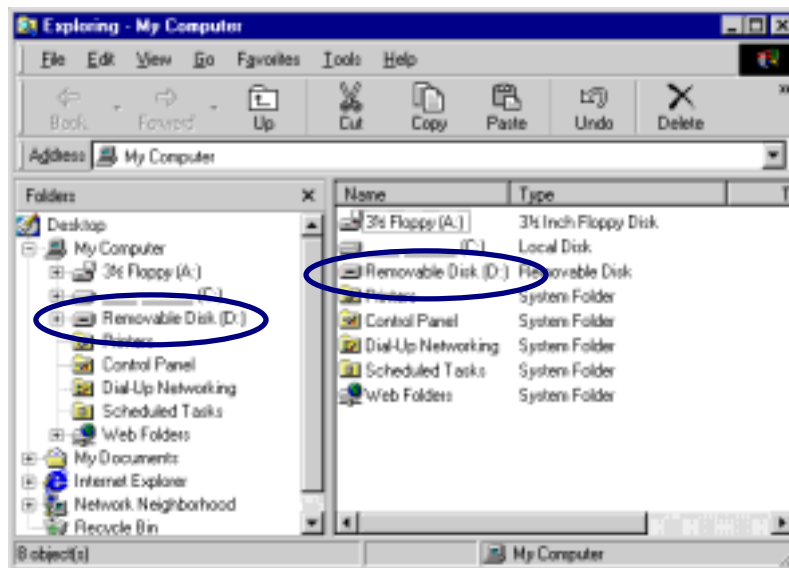 Exploring - My Computer
File Edit View Go Favorites Tools Help
Back Forward Up Cut Copy Paste Undo Delete
Address My Computer
Folders
Desktop
My Computer
3½ Floppy (A:)
(C:)
Removable Disk (D:)
Printers
Control Panel
Dial-Up Networking
Scheduled Tasks
Web Folders
My Documents
Internet Explorer
Network Neighborhood
Recycle Bin
Name Type T
3½ Floppy (A:) 3½ Inch Floppy Disk
(C:) Local Disk
Removable Disk (D:) Removable Disk
Printers System Folder
Control Panel System Folder
Dial-Up Networking System Folder
Scheduled Tasks System Folder
Web Folders System Folder
8 object(s) My Computer